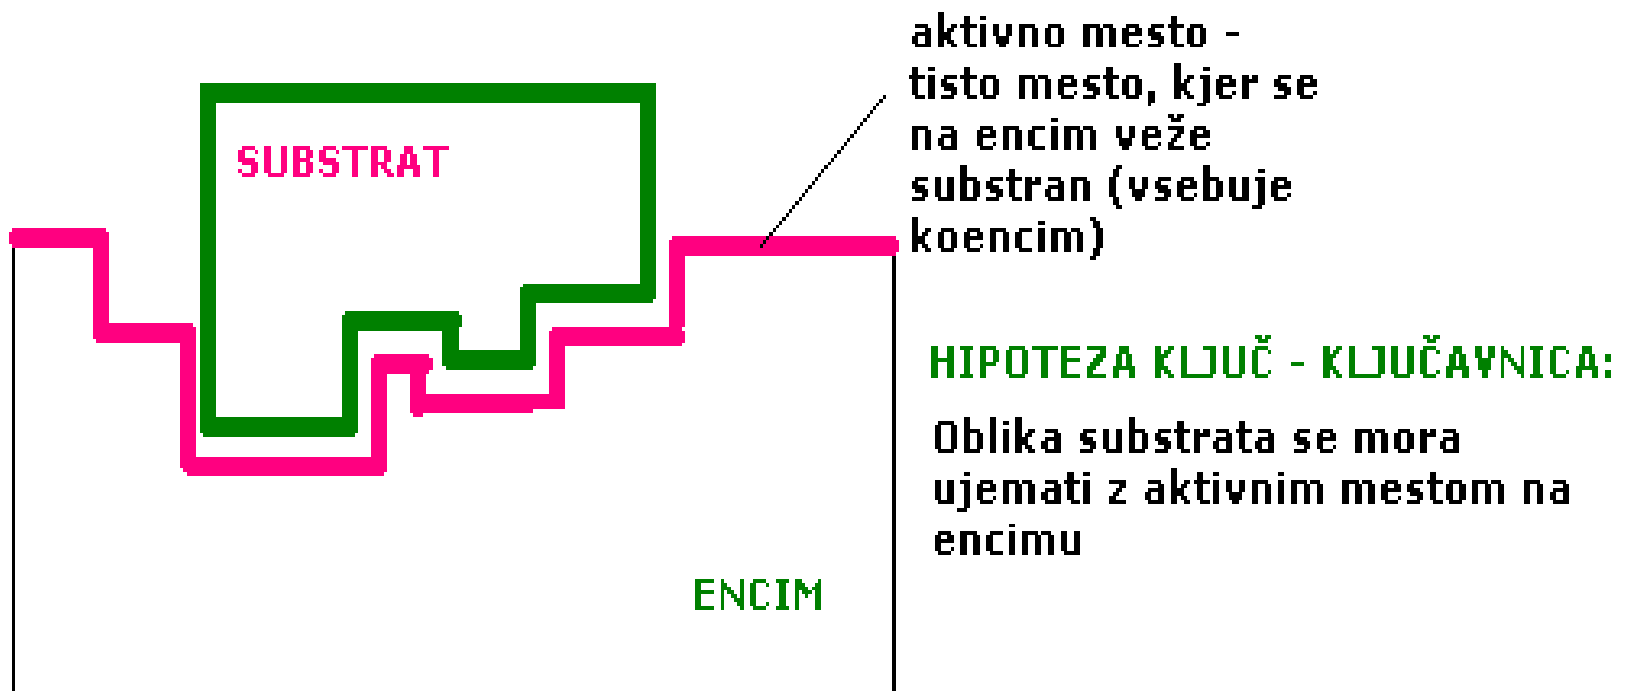 aktivno mesto -
tisto mesto, kjer se
na encim veže
substran (vsebuje
koencim)
SUBSTRAT
HIPOTEZA KLJUČ - KLJUČAVNICA:
Oblika substrata se mora
ujemati z aktivnim mestom na
encimu
ENCIM